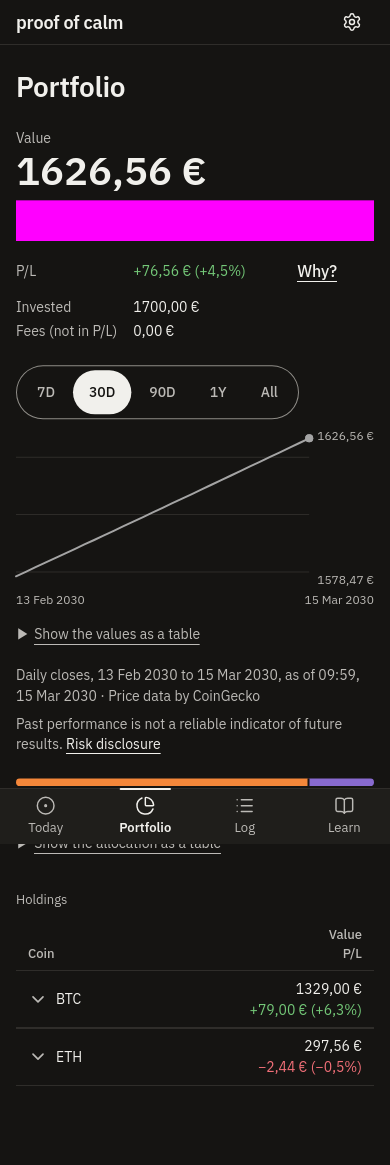 proof of calm
Portfolio
Value
1626,56 €
P/L +76,56 € (+4,5%) Why?
Invested 1700,00 €
Fees (not in P/L) 0,00 €
7D 30D 90D 1Y All
1626,56 €
1578,47 €
13 Feb 2030 15 Mar 2030
Show the values as a table
Daily closes, 13 Feb 2030 to 15 Mar 2030, as of 09:59,
15 Mar 2030 · Price data by CoinGecko
Past performance is not a reliable indicator of future
results. Risk disclosure
Today Portfolio Log Learn
Show the allocation as a table
Holdings
Value
Coin P/L
BTC 1329,00 €
+79,00 € (+6,3%)
ETH 297,56 €
−2,44 € (−0,5%)